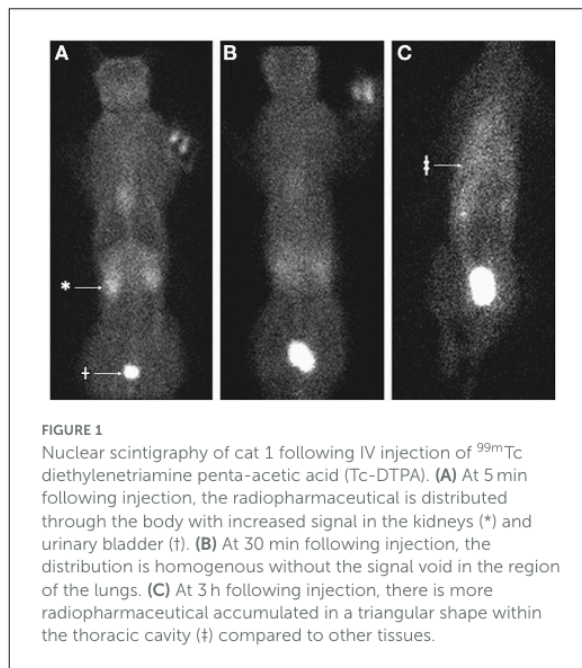 A
B
C
*
†
‡
FIGURE 1
Nuclear scintigraphy of cat 1 following IV injection of ⁹⁹ᵐTc
diethylenetriamine penta-acetic acid (Tc-DTPA). (A) At 5 min
following injection, the radiopharmaceutical is distributed
through the body with increased signal in the kidneys (*) and
urinary bladder (†). (B) At 30 min following injection, the
distribution is homogenous without the signal void in the region
of the lungs. (C) At 3 h following injection, there is more
radiopharmaceutical accumulated in a triangular shape within
the thoracic cavity (‡) compared to other tissues.